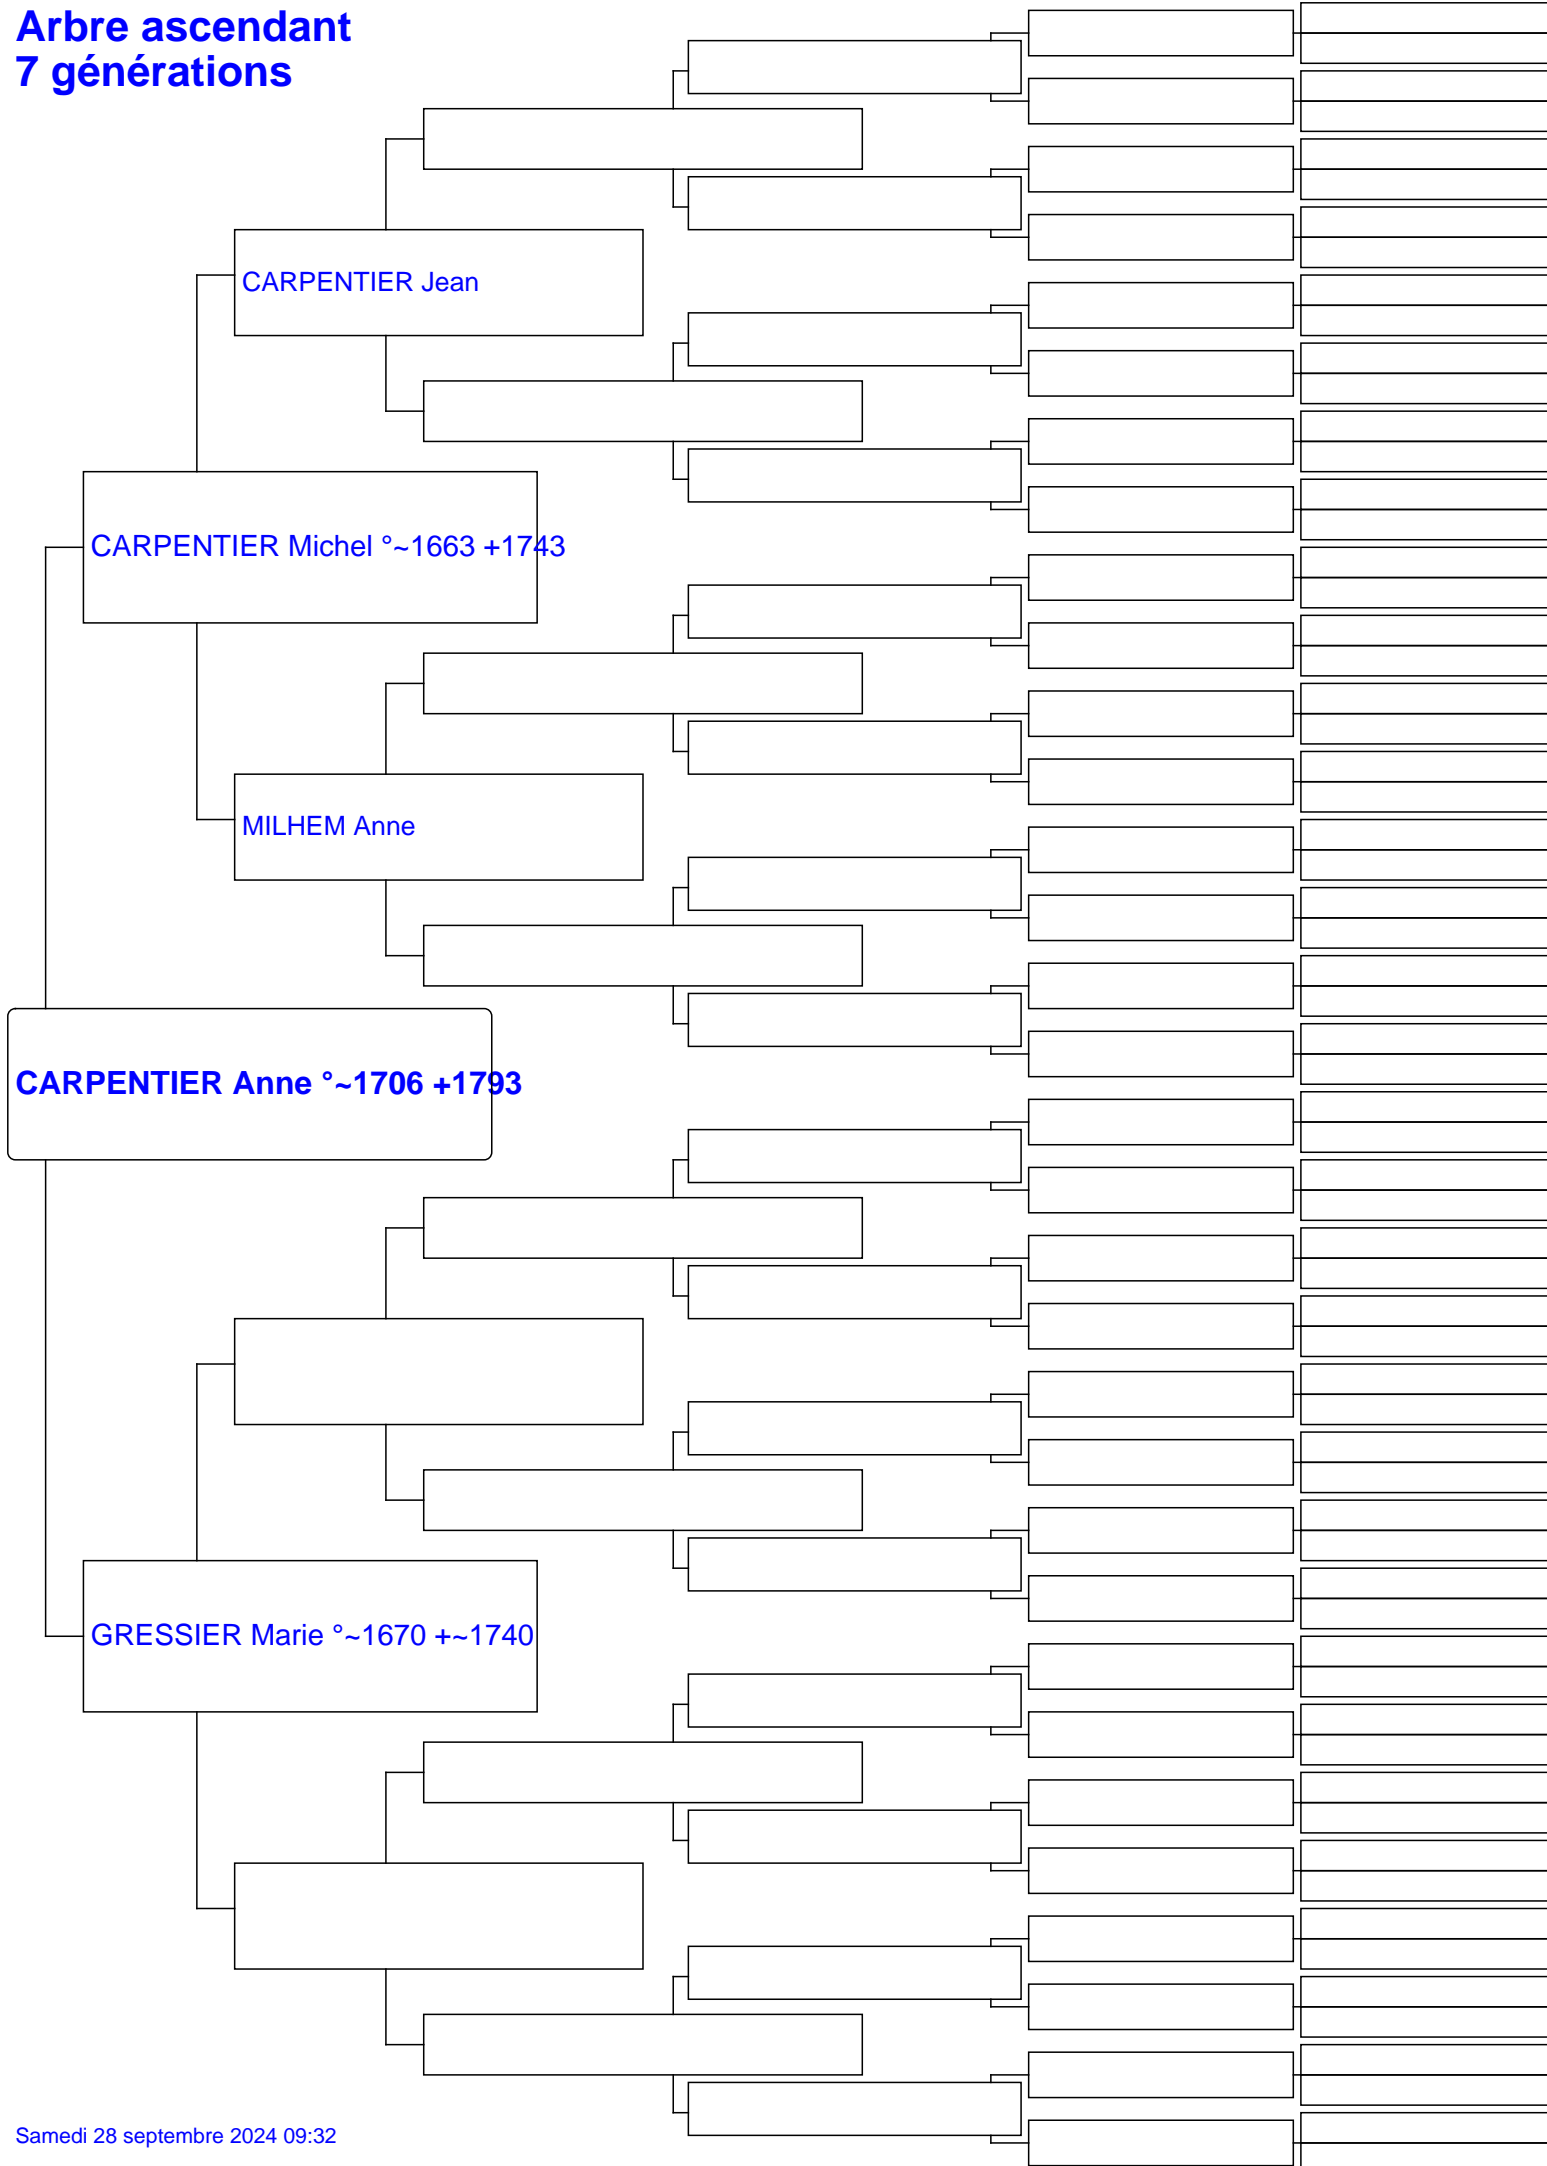 Arbre ascendant
7 générations
CARPENTIER Jean
CARPENTIER Michel °~1663 +1743
MILHEM Anne
CARPENTIER Anne °~1706 +1793
GRESSIER Marie °~1670 +~1740
Samedi 28 septembre 2024 09:32